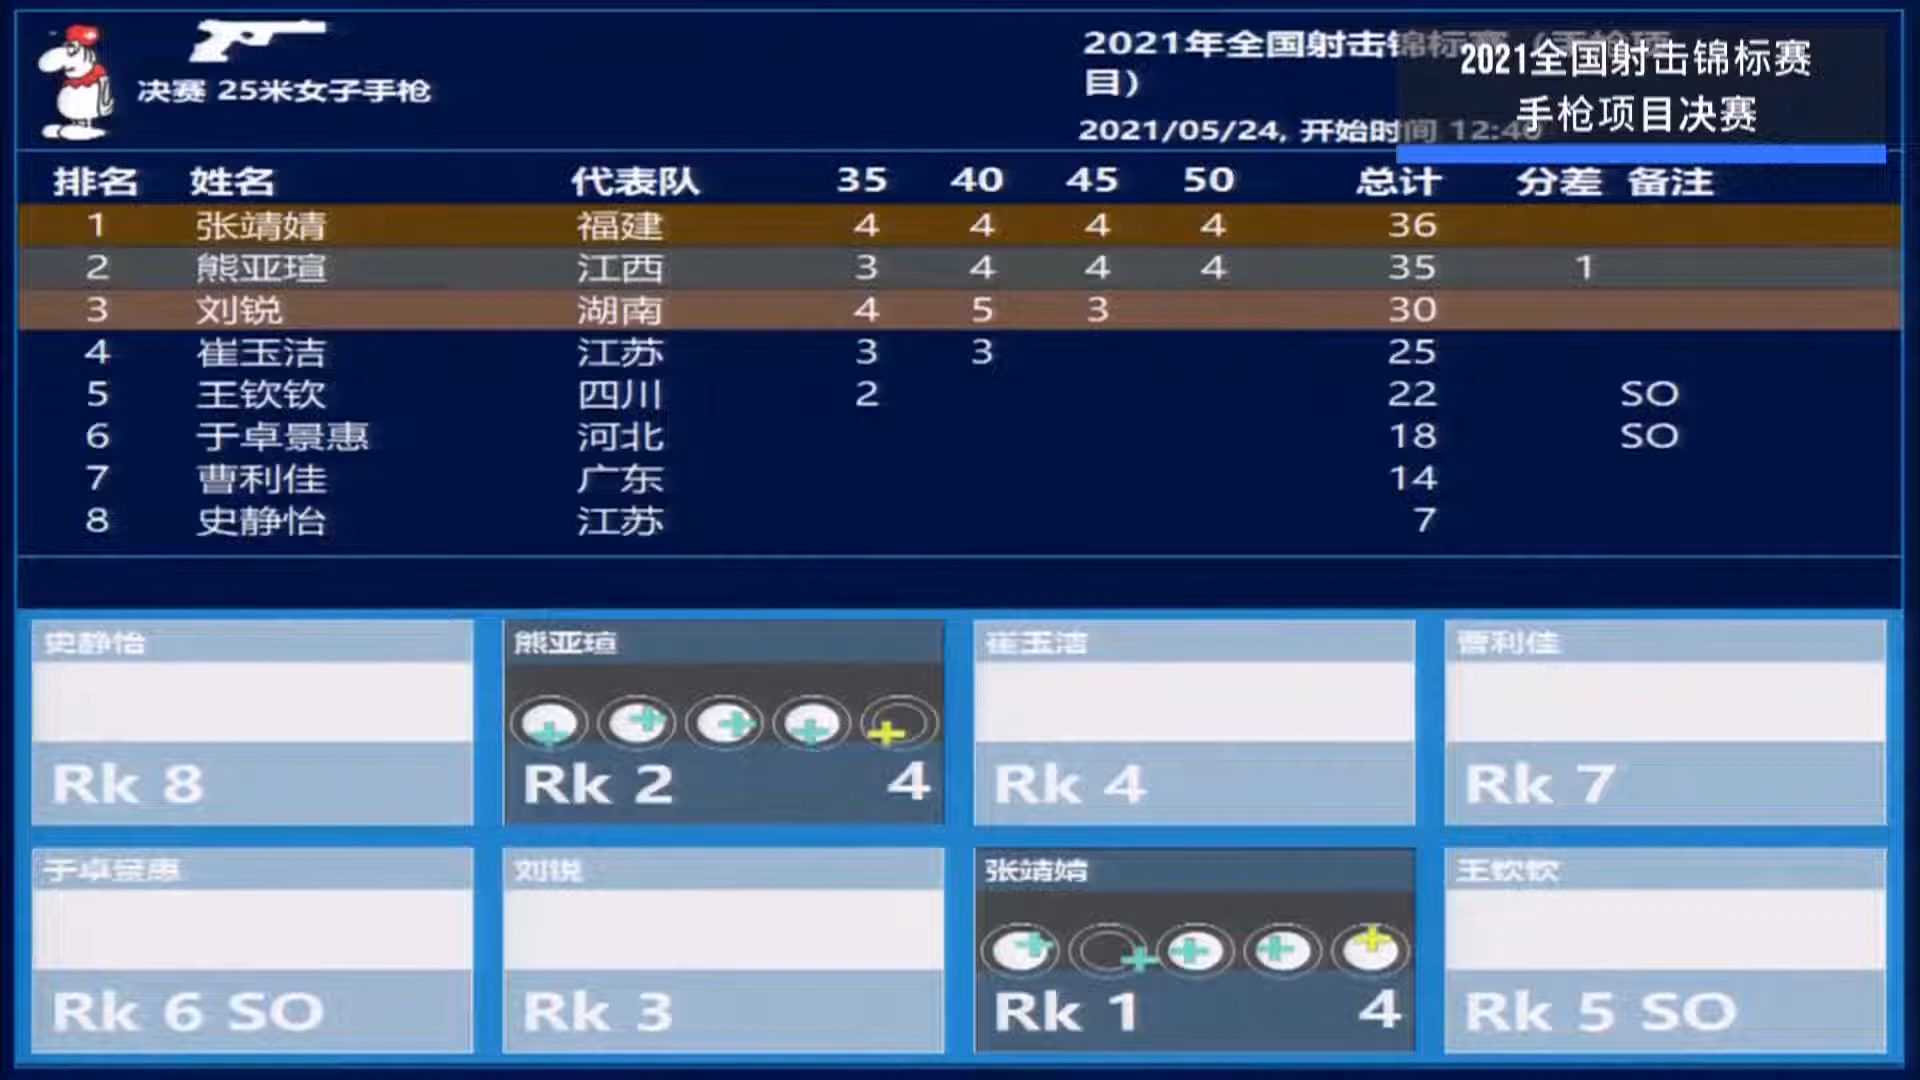 决赛 25米女子手枪
2021年全国射击锦标赛（手枪项
目）
2021/05/24, 开始时间 12:40
2021全国射击锦标赛
手枪项目决赛
排名 姓名 代表队 35 40 45 50 总计 分差 备注
1 张靖婧 福建 4 4 4 4 36
2 熊亚瑄 江西 3 4 4 4 35 1
3 刘锐 湖南 4 5 3 30
4 崔玉洁 江苏 3 3 25
5 王钦钦 四川 2 22 SO
6 于卓景惠 河北 18 SO
7 曹利佳 广东 14
8 史静怡 江苏 7
史静怡
Rk 8
熊亚瑄
Rk 2 4
崔玉洁
Rk 4
曹利佳
Rk 7
于卓景惠
Rk 6 SO
刘锐
Rk 3
张靖婧
Rk 1 4
王钦钦
Rk 5 SO